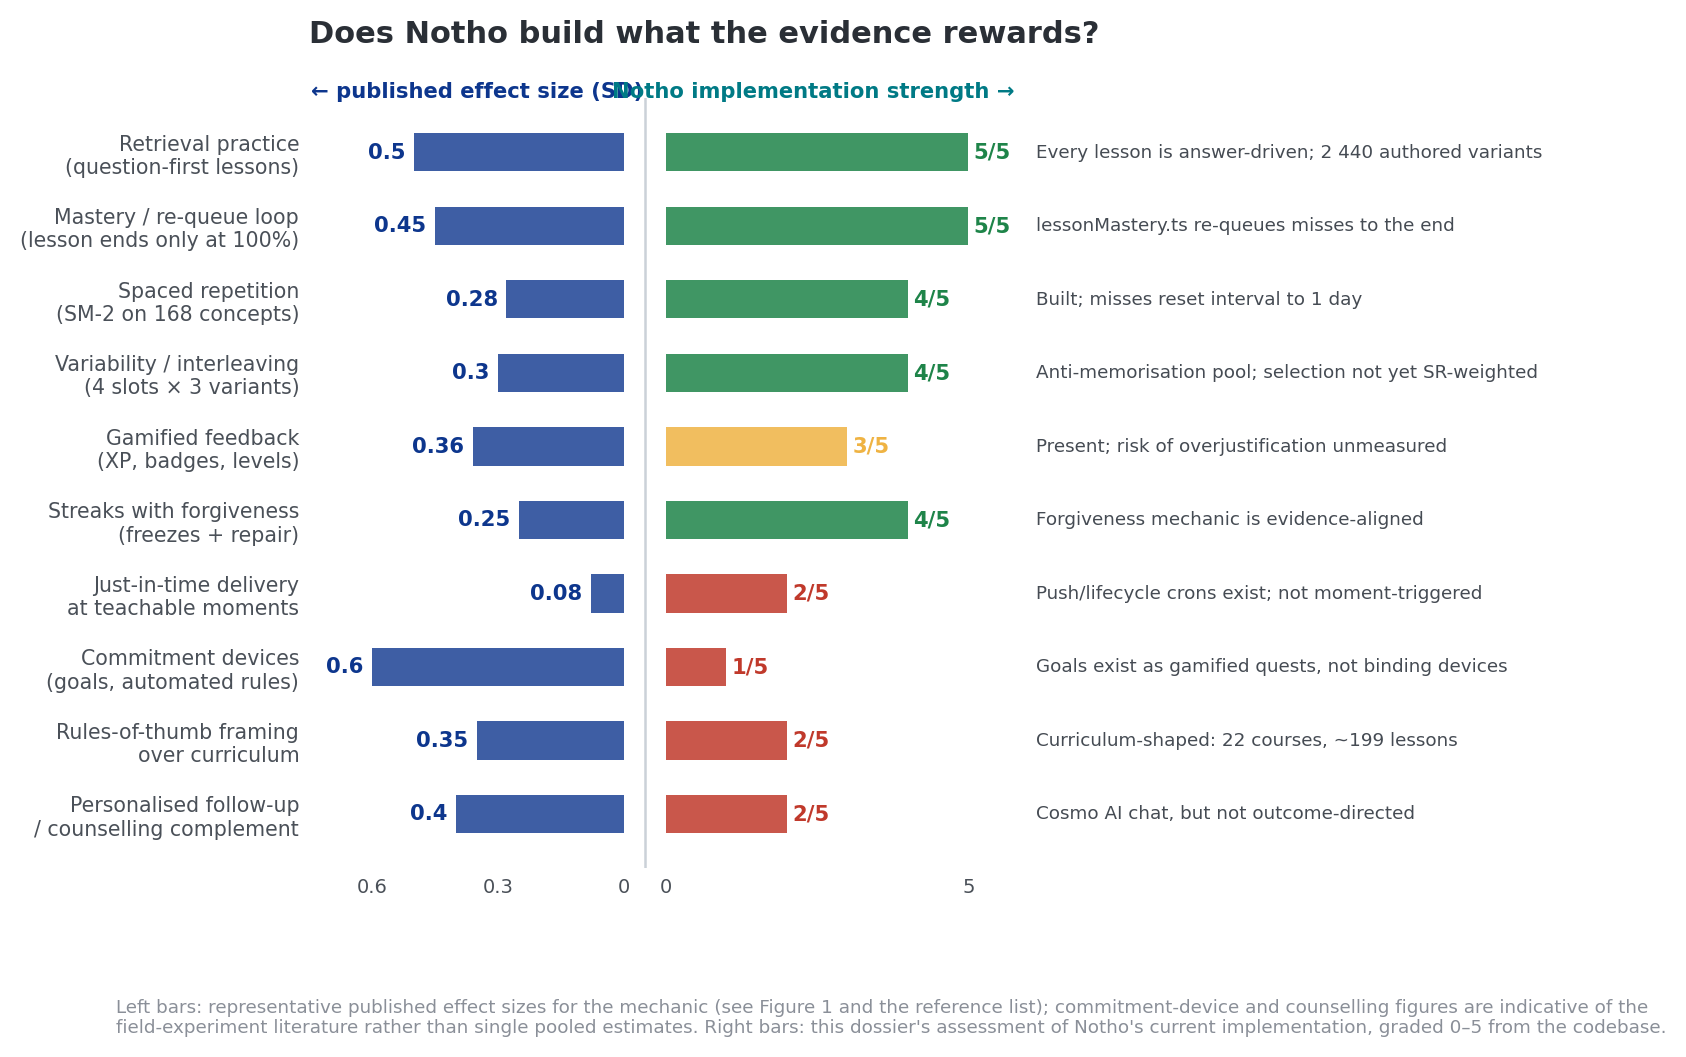 Does Notho build what the evidence rewards?
← published effect size (SD)
Notho implementation strength →
Retrieval practice
(question-first lessons)
0.5
5/5
Every lesson is answer-driven; 2 440 authored variants
Mastery / re-queue loop
(lesson ends only at 100%)
0.45
5/5
lessonMastery.ts re-queues misses to the end
Spaced repetition
(SM-2 on 168 concepts)
0.28
4/5
Built; misses reset interval to 1 day
Variability / interleaving
(4 slots × 3 variants)
0.3
4/5
Anti-memorisation pool; selection not yet SR-weighted
Gamified feedback
(XP, badges, levels)
0.36
3/5
Present; risk of overjustification unmeasured
Streaks with forgiveness
(freezes + repair)
0.25
4/5
Forgiveness mechanic is evidence-aligned
Just-in-time delivery
at teachable moments
0.08
2/5
Push/lifecycle crons exist; not moment-triggered
Commitment devices
(goals, automated rules)
0.6
1/5
Goals exist as gamified quests, not binding devices
Rules-of-thumb framing
over curriculum
0.35
2/5
Curriculum-shaped: 22 courses, ~199 lessons
Personalised follow-up
/ counselling complement
0.4
2/5
Cosmo AI chat, but not outcome-directed
0.6 0.3 0 0 5
Left bars: representative published effect sizes for the mechanic (see Figure 1 and the reference list); commitment-device and counselling figures are indicative of the
field-experiment literature rather than single pooled estimates. Right bars: this dossier's assessment of Notho's current implementation, graded 0–5 from the codebase.